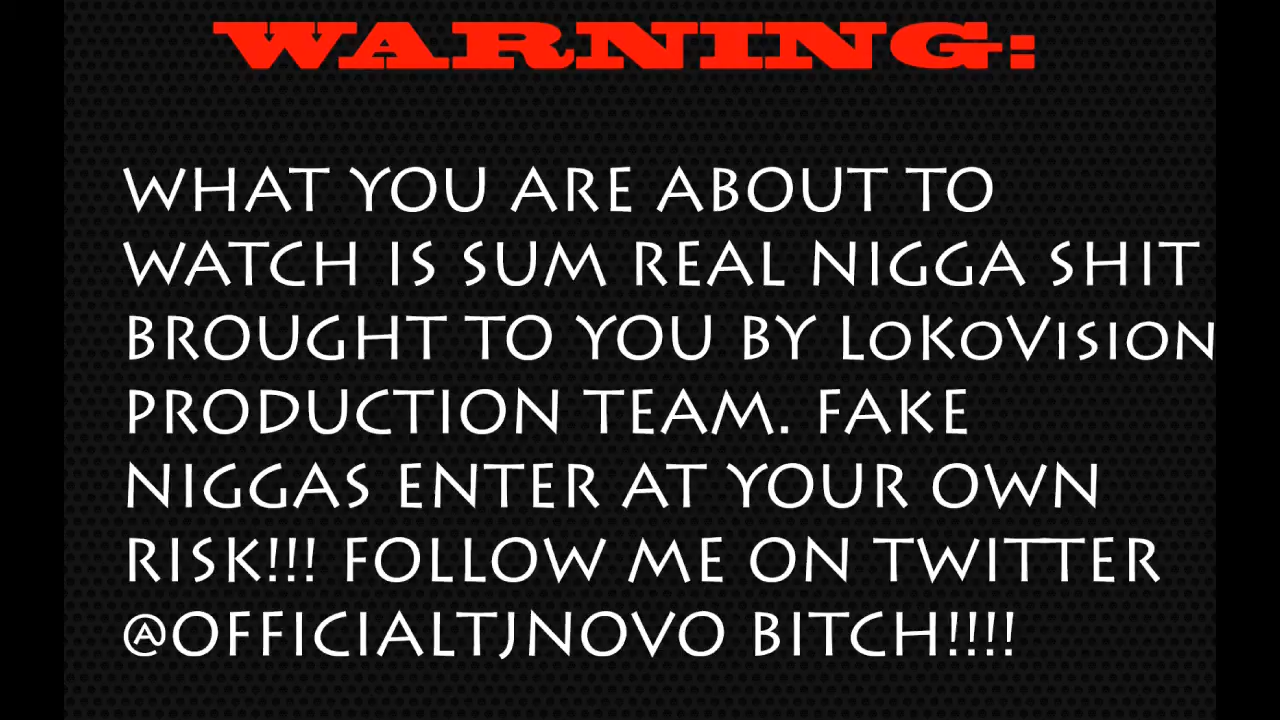 WARNING:
WHAT YOU ARE ABOUT TO
WATCH IS SUM REAL NIGGA SHIT
BROUGHT TO YOU BY LOKOVISION
PRODUCTION TEAM. FAKE
NIGGAS ENTER AT YOUR OWN
RISK!!! FOLLOW ME ON TWITTER
@OFFICIALTJNOVO BITCH!!!!